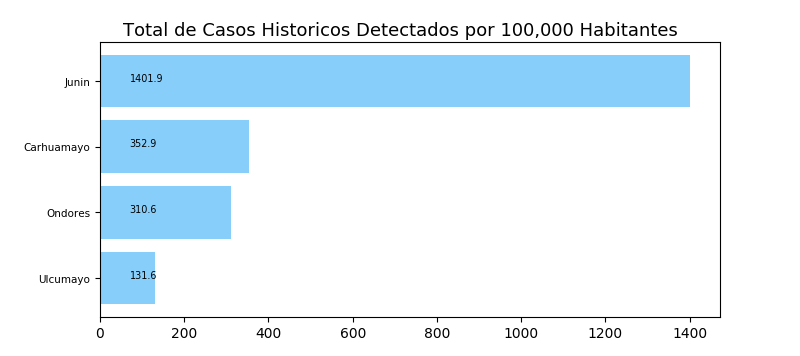 Total de Casos Historicos Detectados por 100,000 Habitantes
Junin 1401.9
Carhuamayo 352.9
Ondores 310.6
Ulcumayo 131.6
0 200 400 600 800 1000 1200 1400